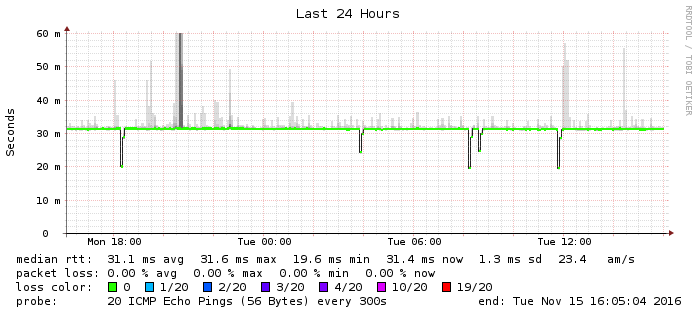 Last 24 Hours
RRDTOOL / TOBI OETIKER
Seconds
60 m
50 m
40 m
30 m
20 m
10 m
0
Mon 18:00 Tue 00:00 Tue 06:00 Tue 12:00
median rtt: 31.1 ms avg 31.6 ms max 19.6 ms min 31.4 ms now 1.3 ms sd 23.4 am/s
packet loss: 0.00 % avg 0.00 % max 0.00 % min 0.00 % now
loss color: 0 1/20 2/20 3/20 4/20 10/20 19/20
probe: 20 ICMP Echo Pings (56 Bytes) every 300s end: Tue Nov 15 16:05:04 2016